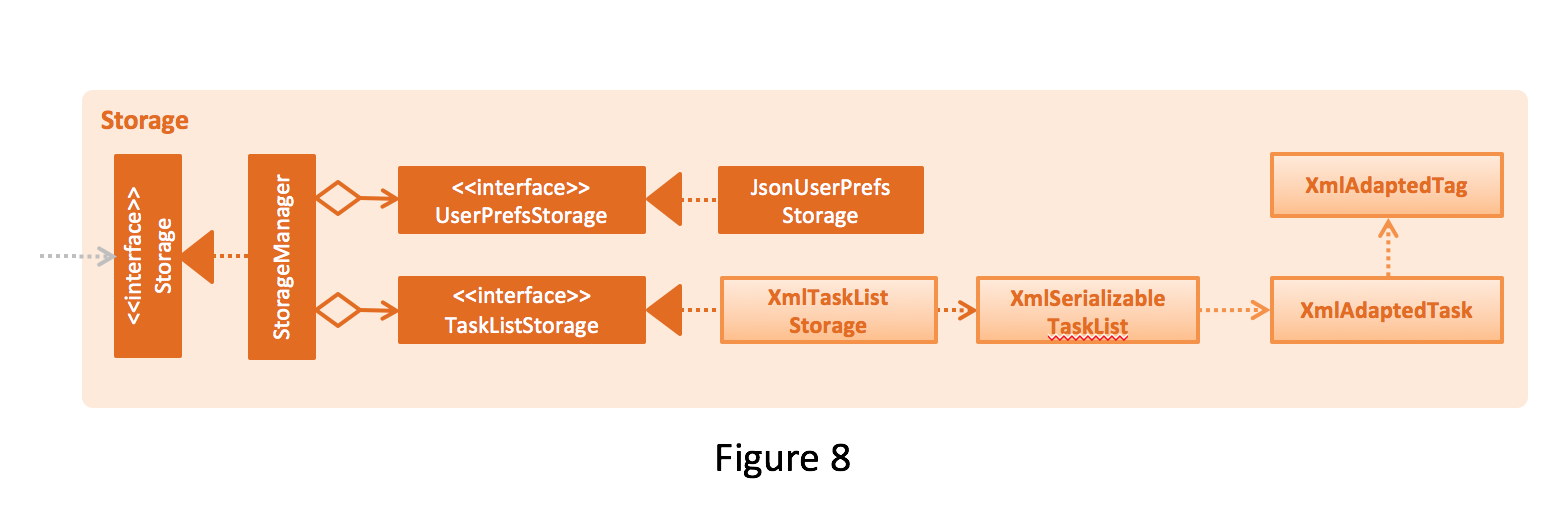 Storage
<<interface>>
Storage
StorageManager
<<interface>>
UserPrefsStorage
JsonUserPrefs
Storage
XmlAdaptedTag
<<interface>>
TaskListStorage
XmlTaskList
Storage
XmlSerializable
TaskList
XmlAdaptedTask
Figure 8